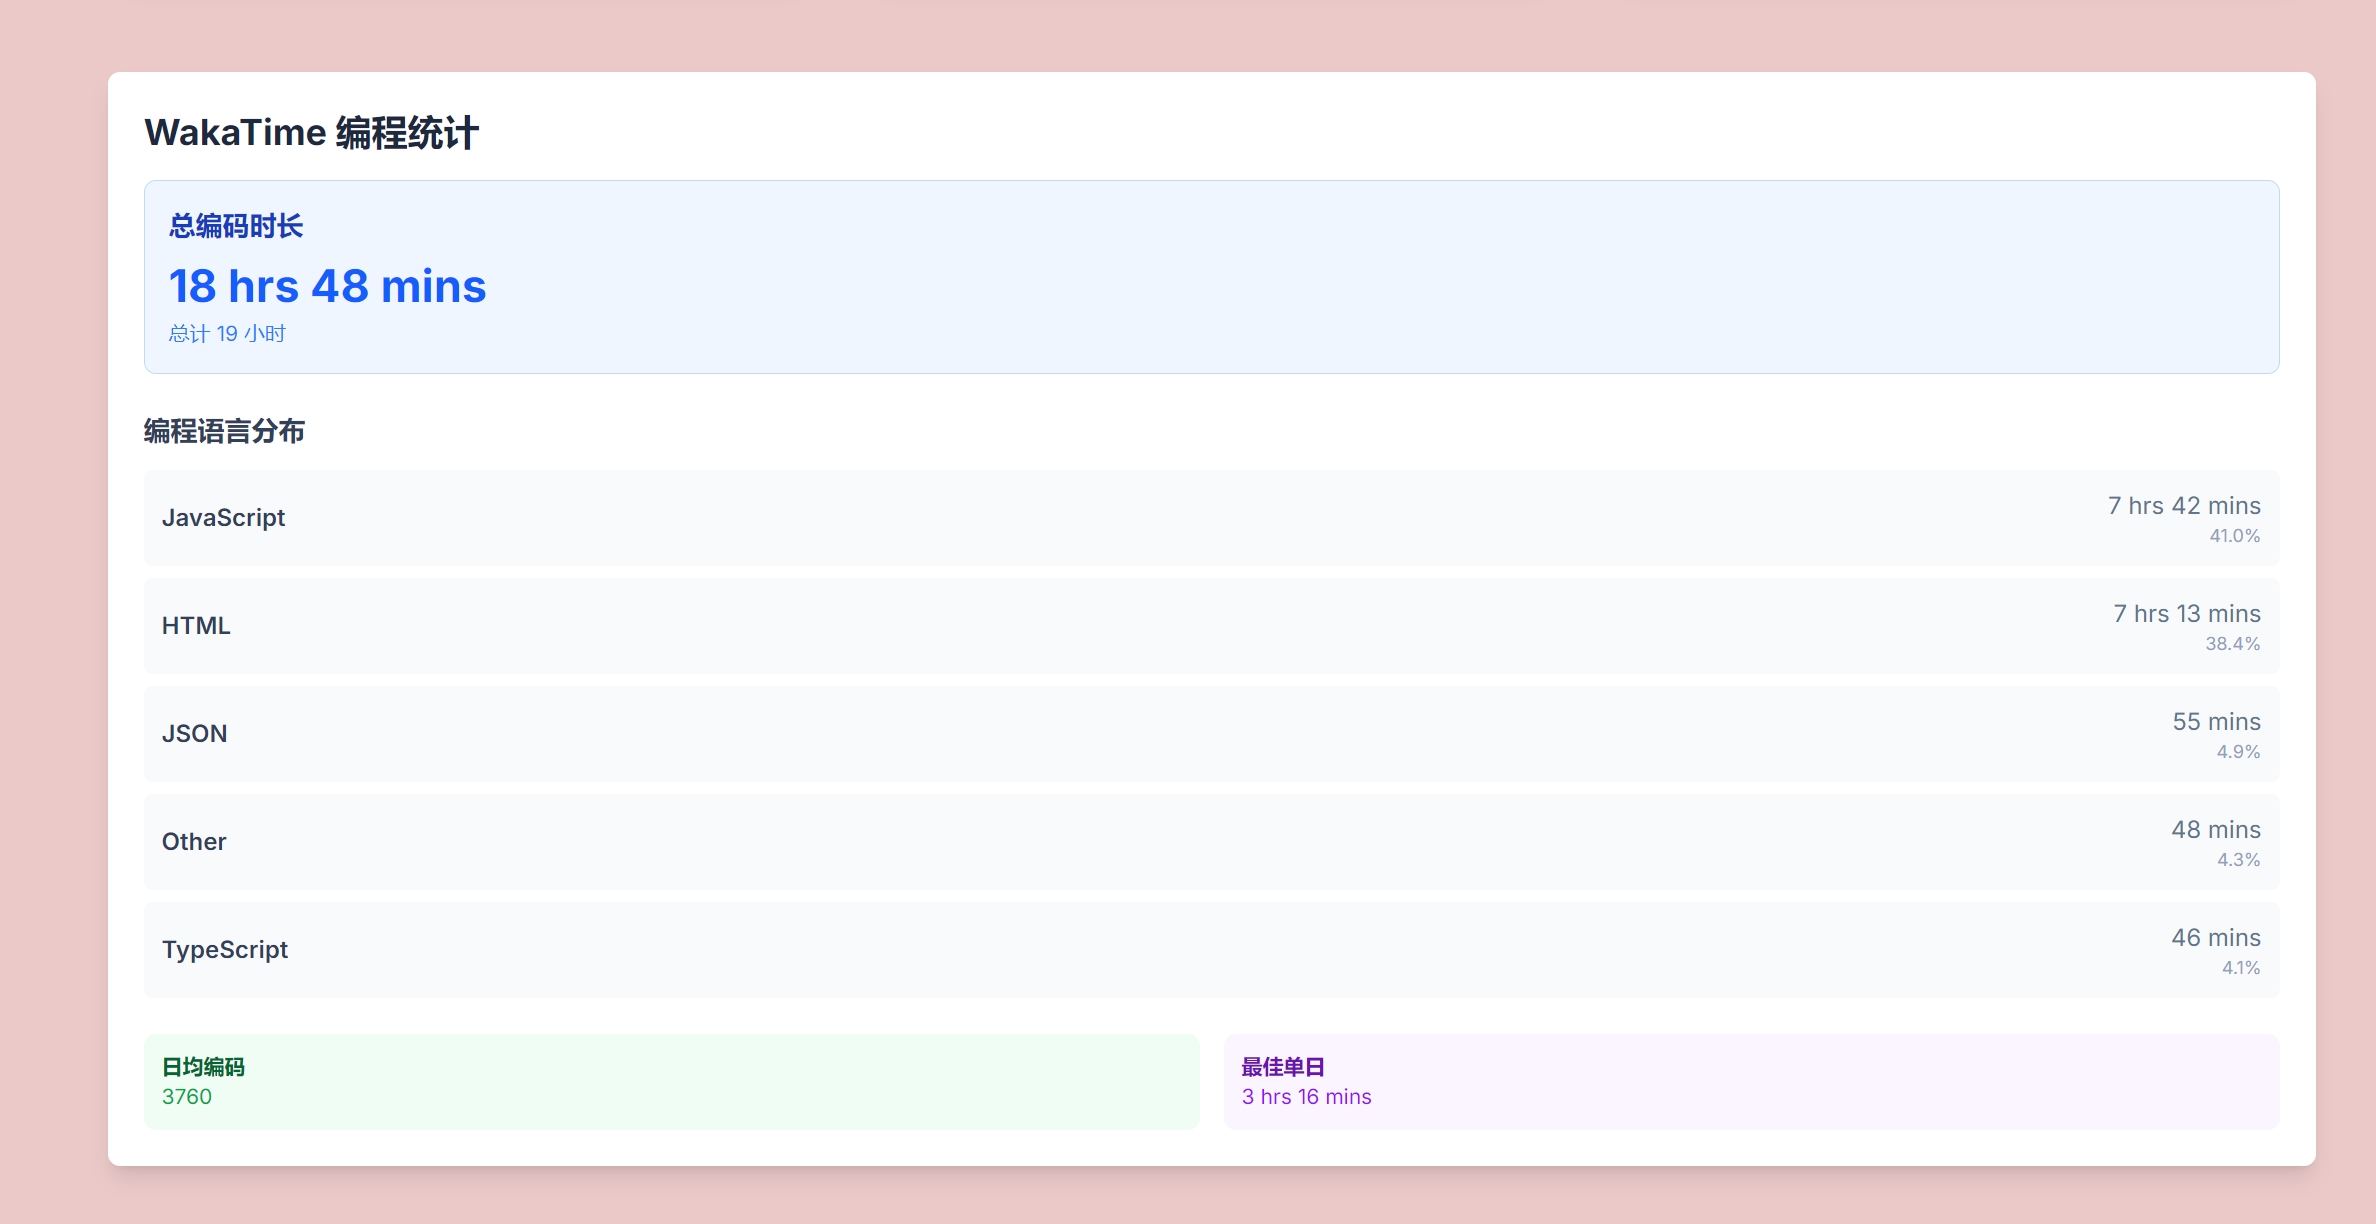 WakaTime 编程统计
总编码时长
18 hrs 48 mins
总计 19 小时
编程语言分布
JavaScript
7 hrs 42 mins
41.0%
HTML
7 hrs 13 mins
38.4%
JSON
55 mins
4.9%
Other
48 mins
4.3%
TypeScript
46 mins
4.1%
日均编码
3760
最佳单日
3 hrs 16 mins